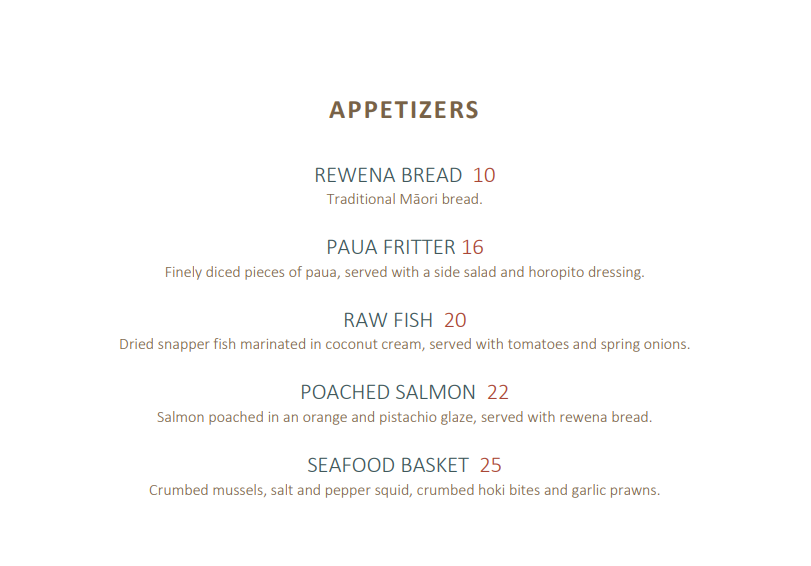 APPETIZERS
REWENA BREAD 10
Traditional Māori bread.
PAUA FRITTER 16
Finely diced pieces of paua, served with a side salad and horopito dressing.
RAW FISH 20
Dried snapper fish marinated in coconut cream, served with tomatoes and spring onions.
POACHED SALMON 22
Salmon poached in an orange and pistachio glaze, served with rewena bread.
SEAFOOD BASKET 25
Crumbed mussels, salt and pepper squid, crumbed hoki bites and garlic prawns.